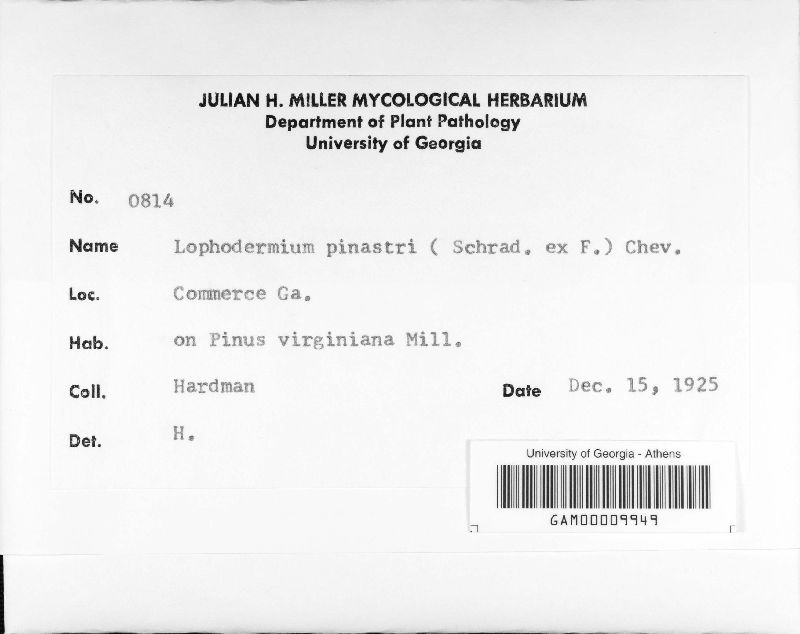 JULIAN H. MILLER MYCOLOGICAL HERBARIUM
Department of Plant Pathology
University of Georgia
No. 0814
Name Lophodermium pinastri ( Schrad. ex F.) Chev.
Loc. Commerce Ga.
Hab. on Pinus virginiana Mill.
Coll. Hardman Date Dec. 15, 1925
Det. H.
University of Georgia - Athens
GAM00009949